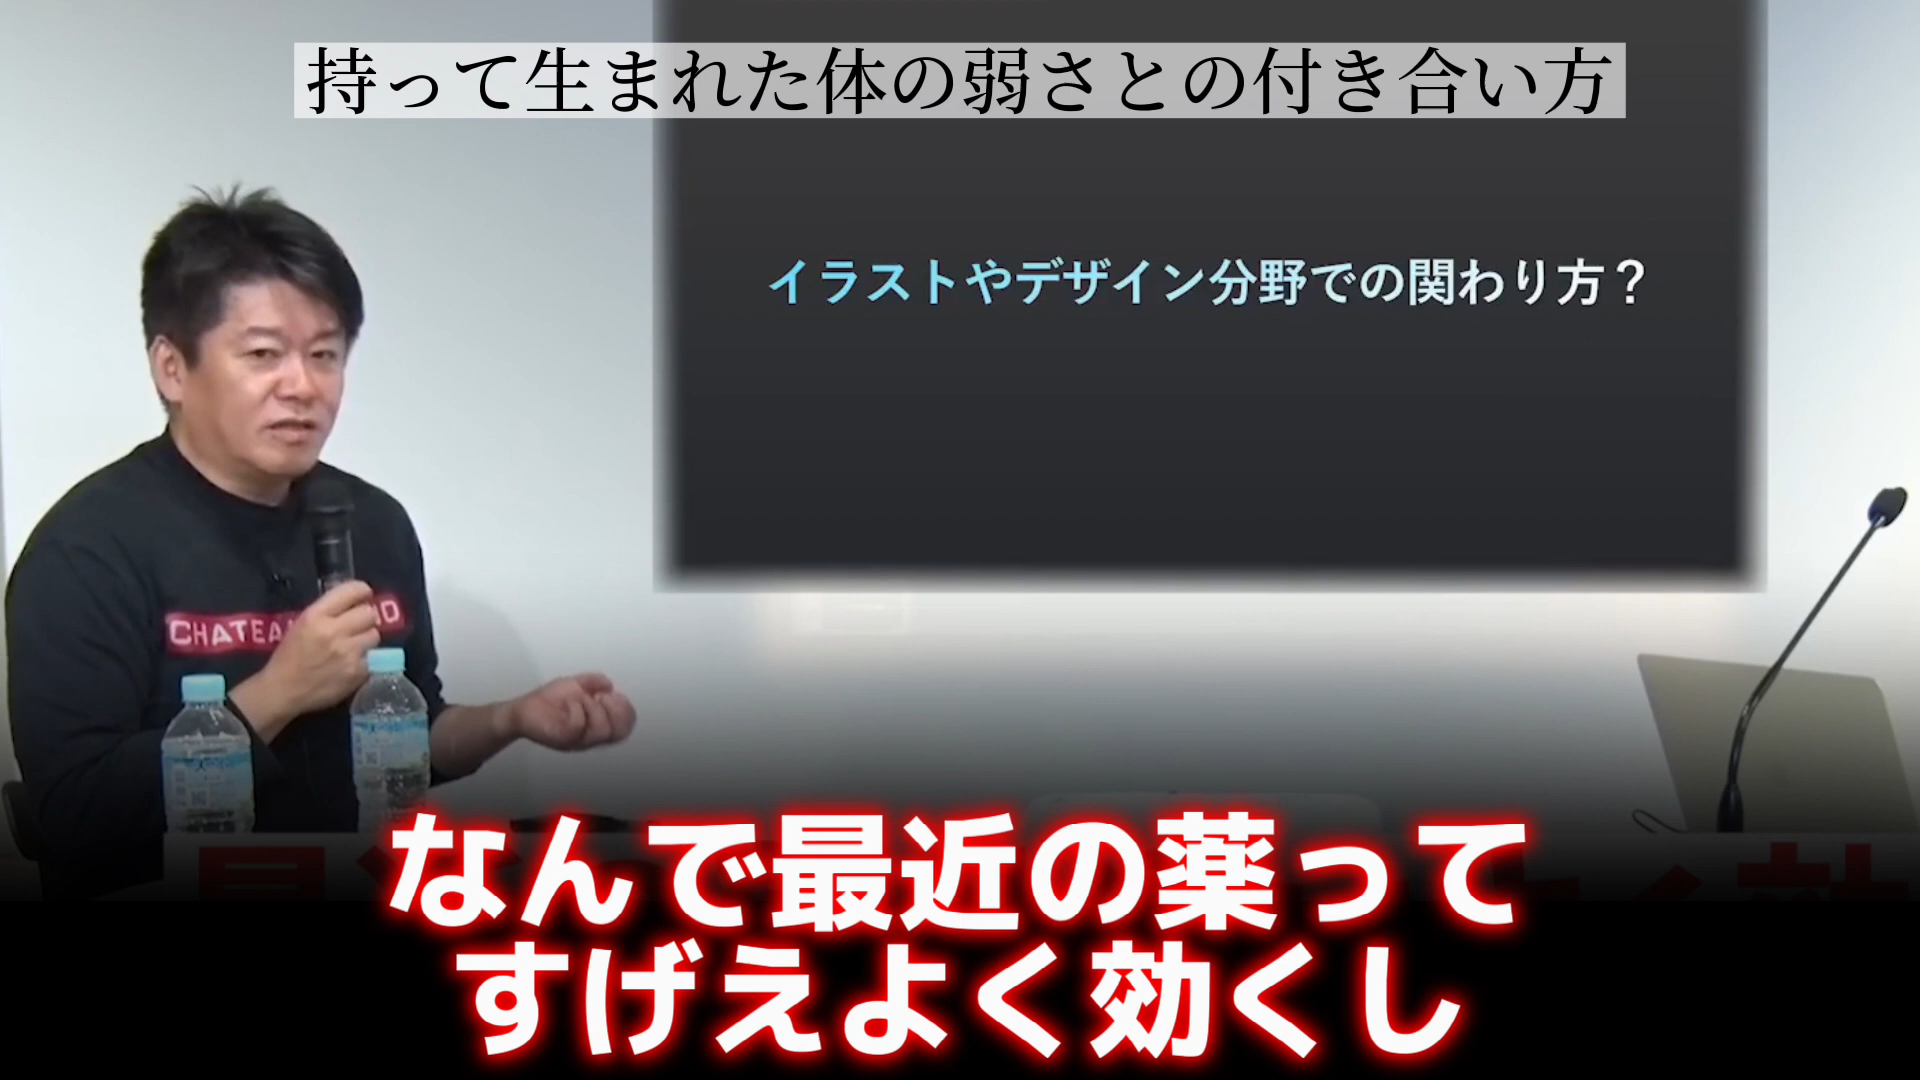 持って生まれた体の弱さとの付き合い方
イラストやデザイン分野での関わり方？
なんで最近の薬って
すげえよく効くし